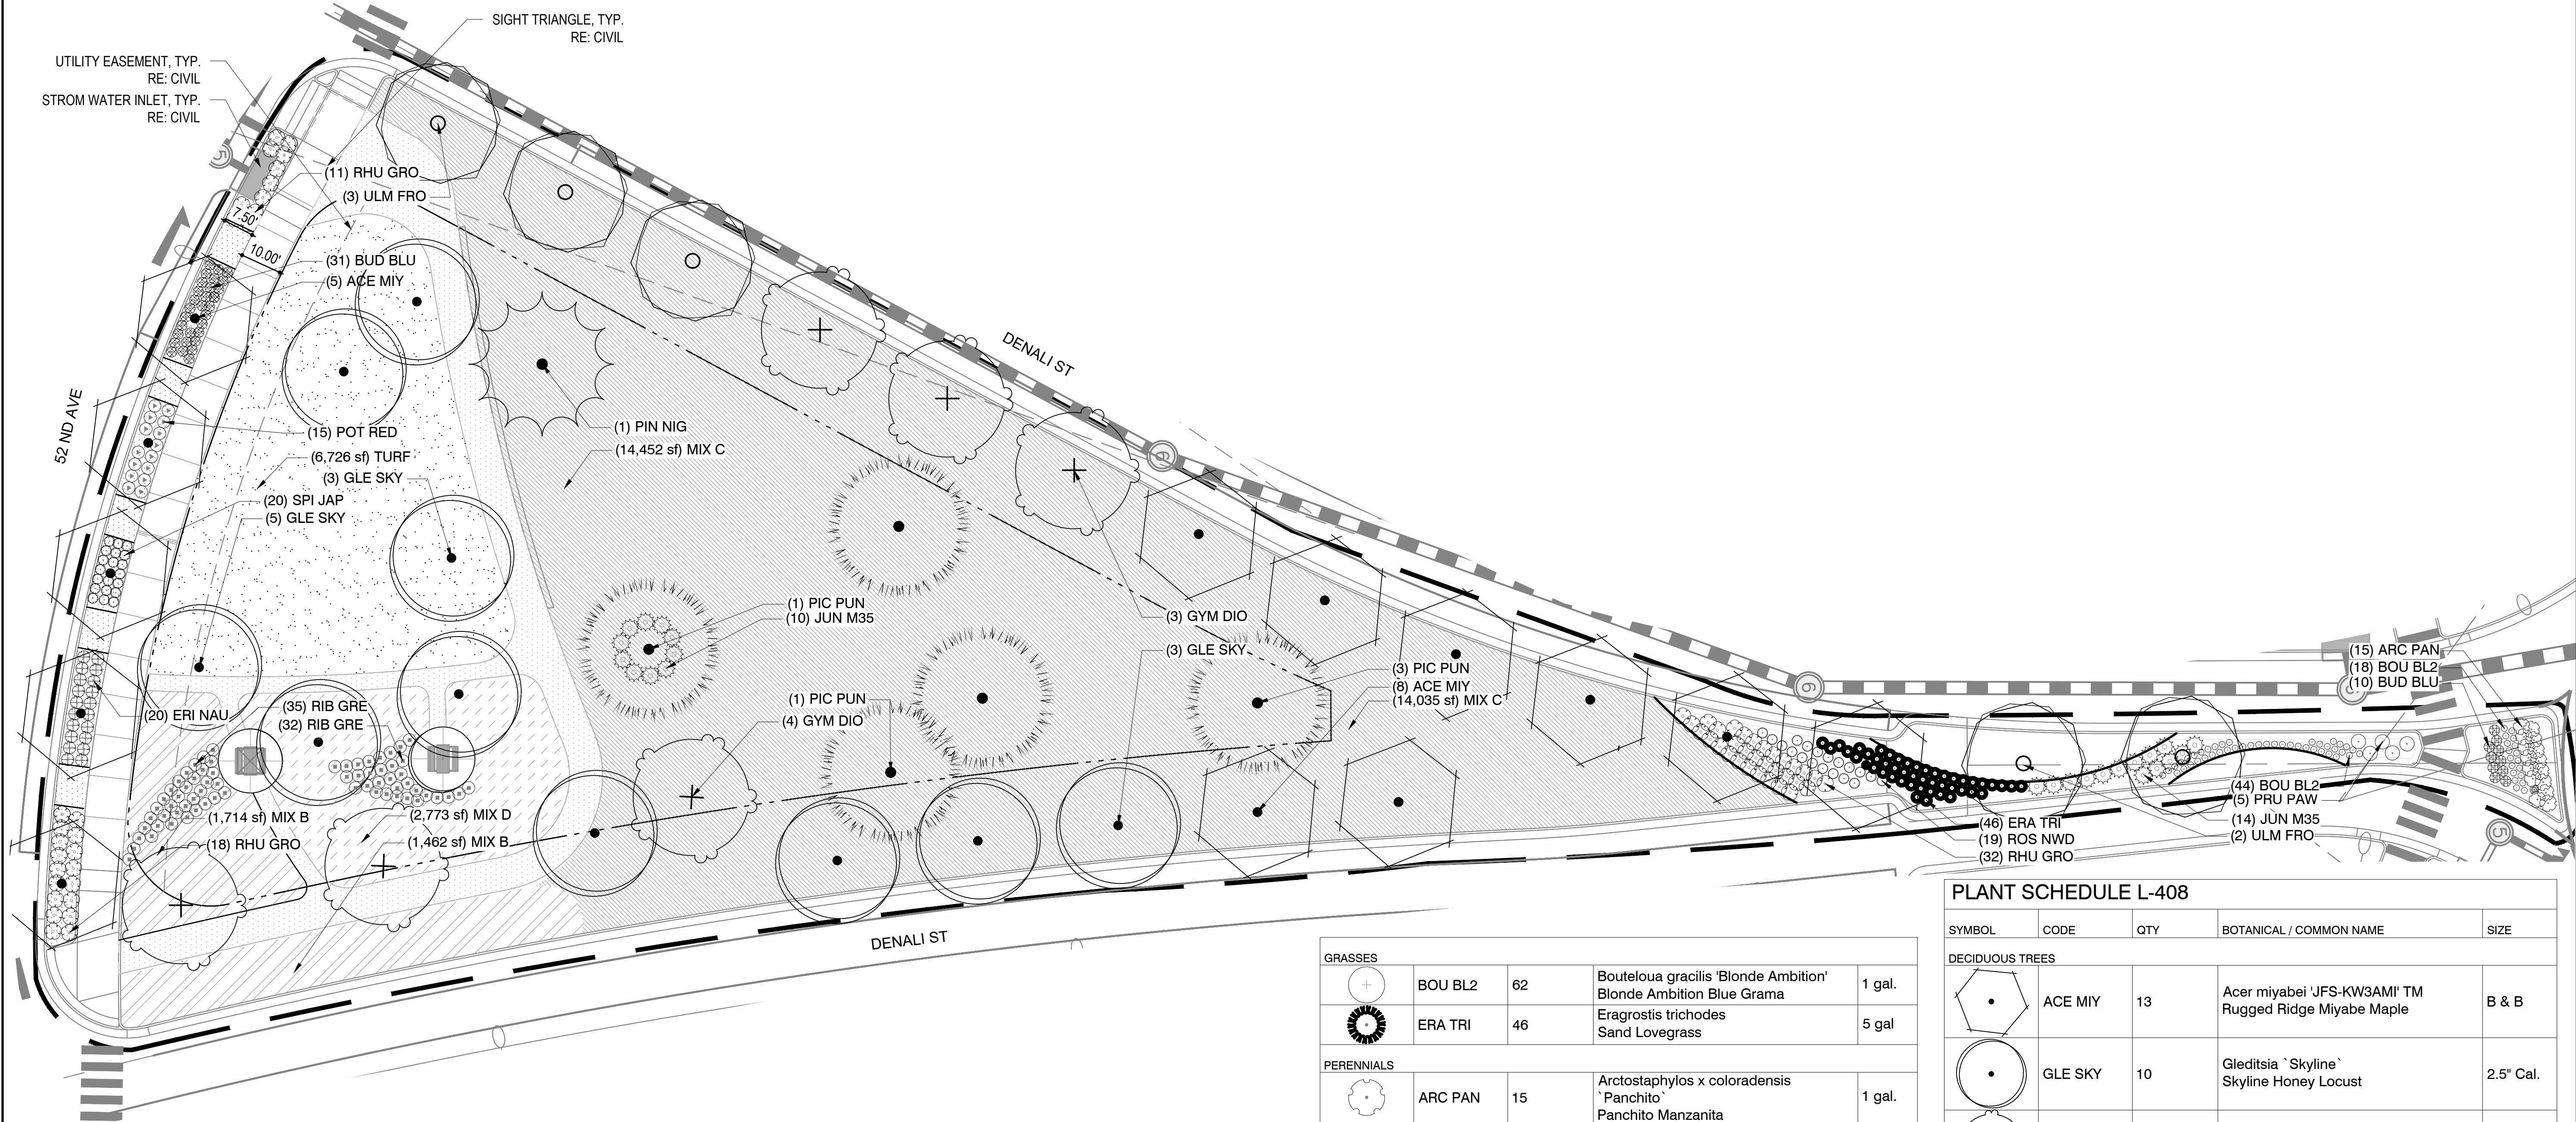 SIGHT TRIANGLE, TYP.
RE: CIVIL
UTILITY EASEMENT, TYP.
RE: CIVIL
STROM WATER INLET, TYP.
RE: CIVIL
5
(11) RHU GRO
(3) ULM FRO
7.50'
10.00'
(31) BUD BLU
(5) ACE MIY
52 ND AVE
(15) POT RED
(6,726 sf) TURF
(3) GLE SKY
(20) SPI JAP
(5) GLE SKY
(1) PIN NIG
(14,452 sf) MIX C
DENALI ST
6
(1) PIC PUN
(10) JUN M35
(3) GYM DIO
(3) GLE SKY
(3) PIC PUN
(8) ACE MIY
(14,035 sf) MIX C
(1) PIC PUN
(4) GYM DIO
(20) ERI NAU
(35) RIB GRE
(32) RIB GRE
(1,714 sf) MIX B
(2,773 sf) MIX D
(18) RHU GRO
(1,462 sf) MIX B
6
(15) ARC PAN
(18) BOU BL2
(10) BUD BLU
(44) BOU BL2
(5) PRU PAW
(14) JUN M35
(2) ULM FRO
(46) ERA TRI
(19) ROS NWD
(32) RHU GRO
5
DENALI ST
GRASSES
BOU BL2 62 Bouteloua gracilis 'Blonde Ambition' 1 gal.
Blonde Ambition Blue Grama
ERA TRI 46 Eragrostis trichodes 5 gal
Sand Lovegrass
PERENNIALS
ARC PAN 15 Arctostaphylos x coloradensis 1 gal.
`Panchito`
Panchito Manzanita
PLANT SCHEDULE L-408
SYMBOL CODE QTY BOTANICAL / COMMON NAME SIZE
DECIDUOUS TREES
ACE MIY 13 Acer miyabei 'JFS-KW3AMI' TM B & B
Rugged Ridge Miyabe Maple
GLE SKY 10 Gleditsia `Skyline` 2.5" Cal.
Skyline Honey Locust